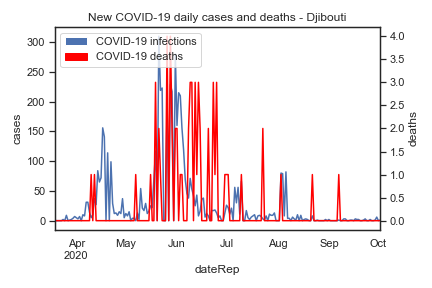 New COVID-19 daily cases and deaths - Djibouti
COVID-19 infections
COVID-19 deaths
300
250
200
150
100
50
0
cases
4.0
3.5
3.0
2.5
2.0
1.5
1.0
0.5
0.0
deaths
Apr
2020
May
Jun
Jul
Aug
Sep
Oct
dateRep